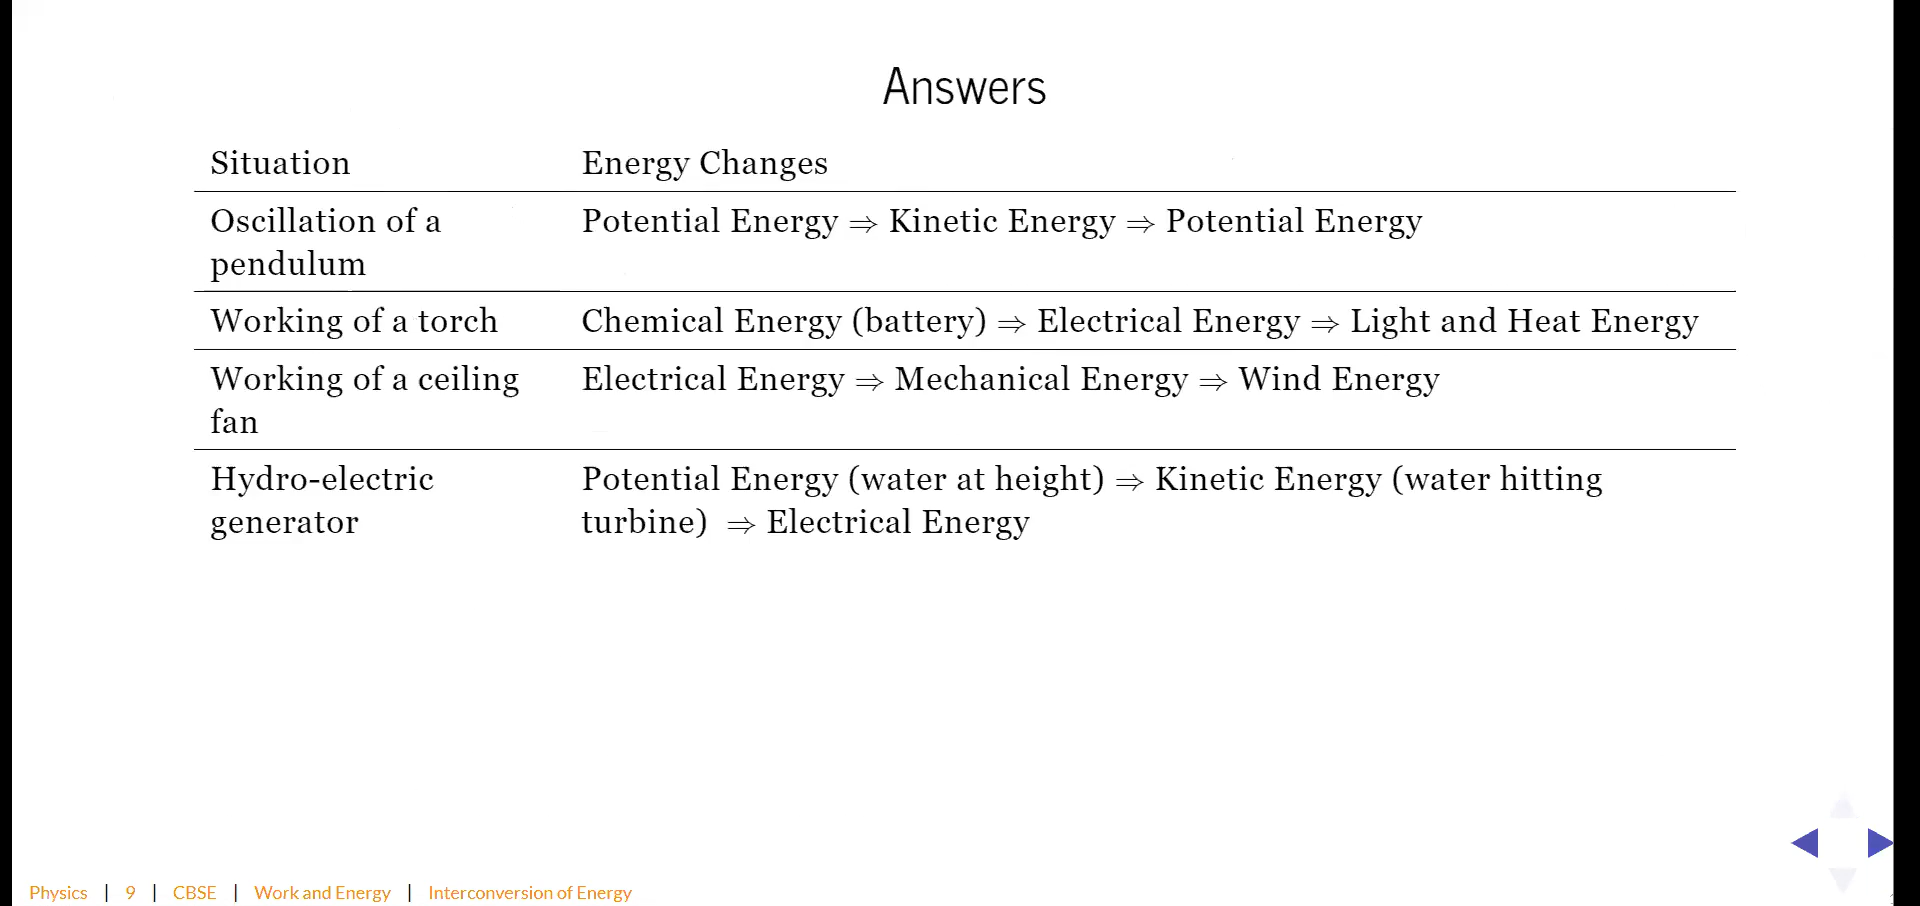 Answers
Situation Energy Changes
Oscillation of a Potential Energy ⇒ Kinetic Energy ⇒ Potential Energy
pendulum
Working of a torch Chemical Energy (battery) ⇒ Electrical Energy ⇒ Light and Heat Energy
Working of a ceiling Electrical Energy ⇒ Mechanical Energy ⇒ Wind Energy
fan
Hydro-electric Potential Energy (water at height) ⇒ Kinetic Energy (water hitting
generator turbine) ⇒ Electrical Energy
Physics | 9 | CBSE | Work and Energy | Interconversion of Energy